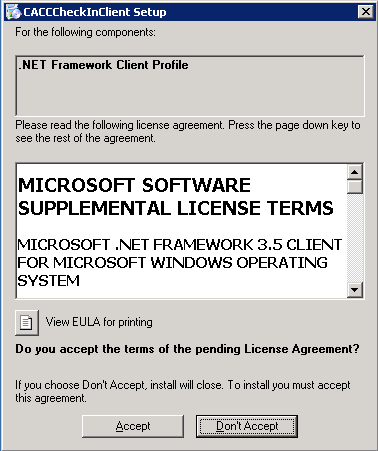 CACCCheckInClient Setup
For the following components:
.NET Framework Client Profile
Please read the following license agreement. Press the page down key to
see the rest of the agreement.
MICROSOFT SOFTWARE
SUPPLEMENTAL LICENSE TERMS
MICROSOFT .NET FRAMEWORK 3.5 CLIENT
FOR MICROSOFT WINDOWS OPERATING
SYSTEM
View EULA for printing
Do you accept the terms of the pending License Agreement?
If you choose Don't Accept, install will close. To install you must accept
this agreement.
Accept Don't Accept